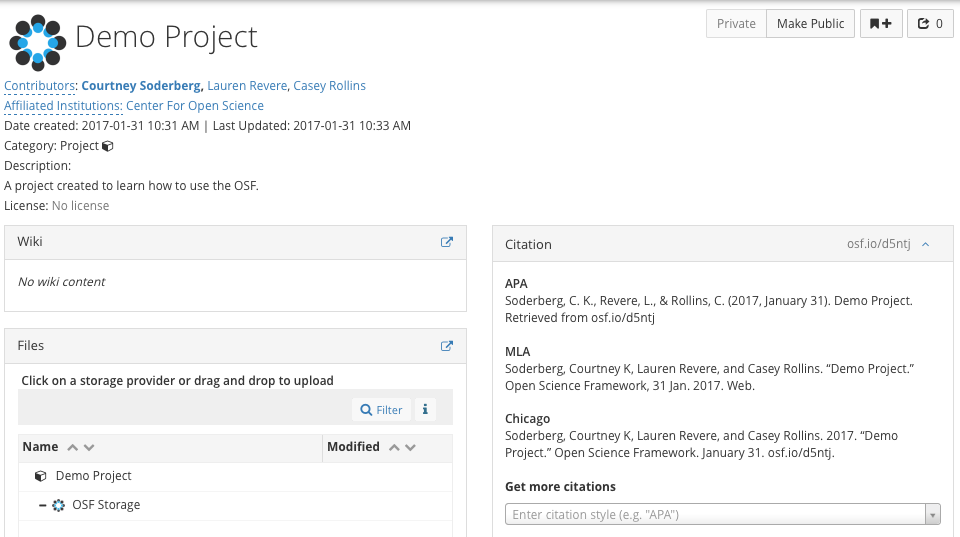 Demo Project
Private
Make Public
0
Contributors: Courtney Soderberg, Lauren Revere, Casey Rollins
Affiliated Institutions: Center For Open Science
Date created: 2017-01-31 10:31 AM | Last Updated: 2017-01-31 10:33 AM
Category: Project
Description:
A project created to learn how to use the OSF.
License: No license
Wiki
No wiki content
Files
Click on a storage provider or drag and drop to upload
Filter
Name
Modified
Demo Project
OSF Storage
Citation
osf.io/d5ntj
APA
Soderberg, C. K., Revere, L., & Rollins, C. (2017, January 31). Demo Project.
Retrieved from osf.io/d5ntj
MLA
Soderberg, Courtney K, Lauren Revere, and Casey Rollins. “Demo Project.”
Open Science Framework, 31 Jan. 2017. Web.
Chicago
Soderberg, Courtney K, Lauren Revere, and Casey Rollins. 2017. “Demo
Project.” Open Science Framework. January 31. osf.io/d5ntj.
Get more citations
Enter citation style (e.g. "APA")